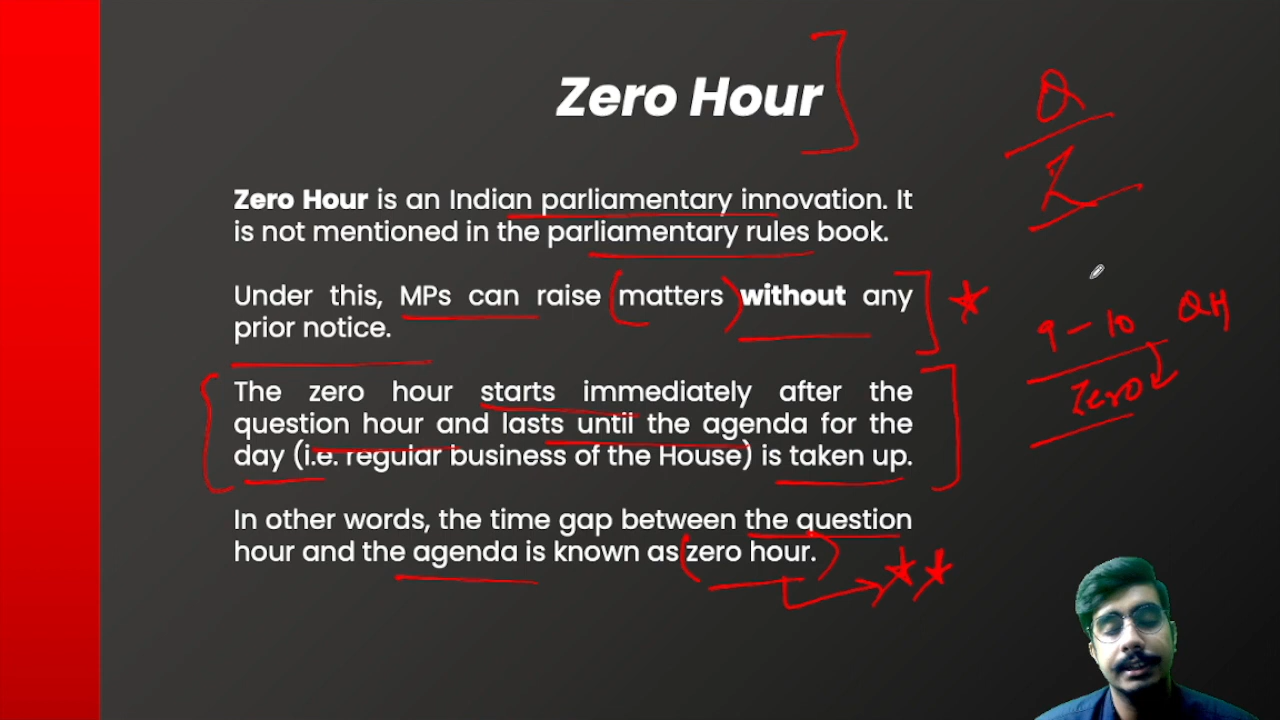 Zero Hour
Q
Z
Zero Hour is an Indian parliamentary innovation. It
is not mentioned in the parliamentary rules book.
Under this, MPs can raise matters without any
prior notice.
9 - 10 QH
Zero
The zero hour starts immediately after the
question hour and lasts until the agenda for the
day (i.e. regular business of the House) is taken up.
In other words, the time gap between the question
hour and the agenda is known as zero hour.